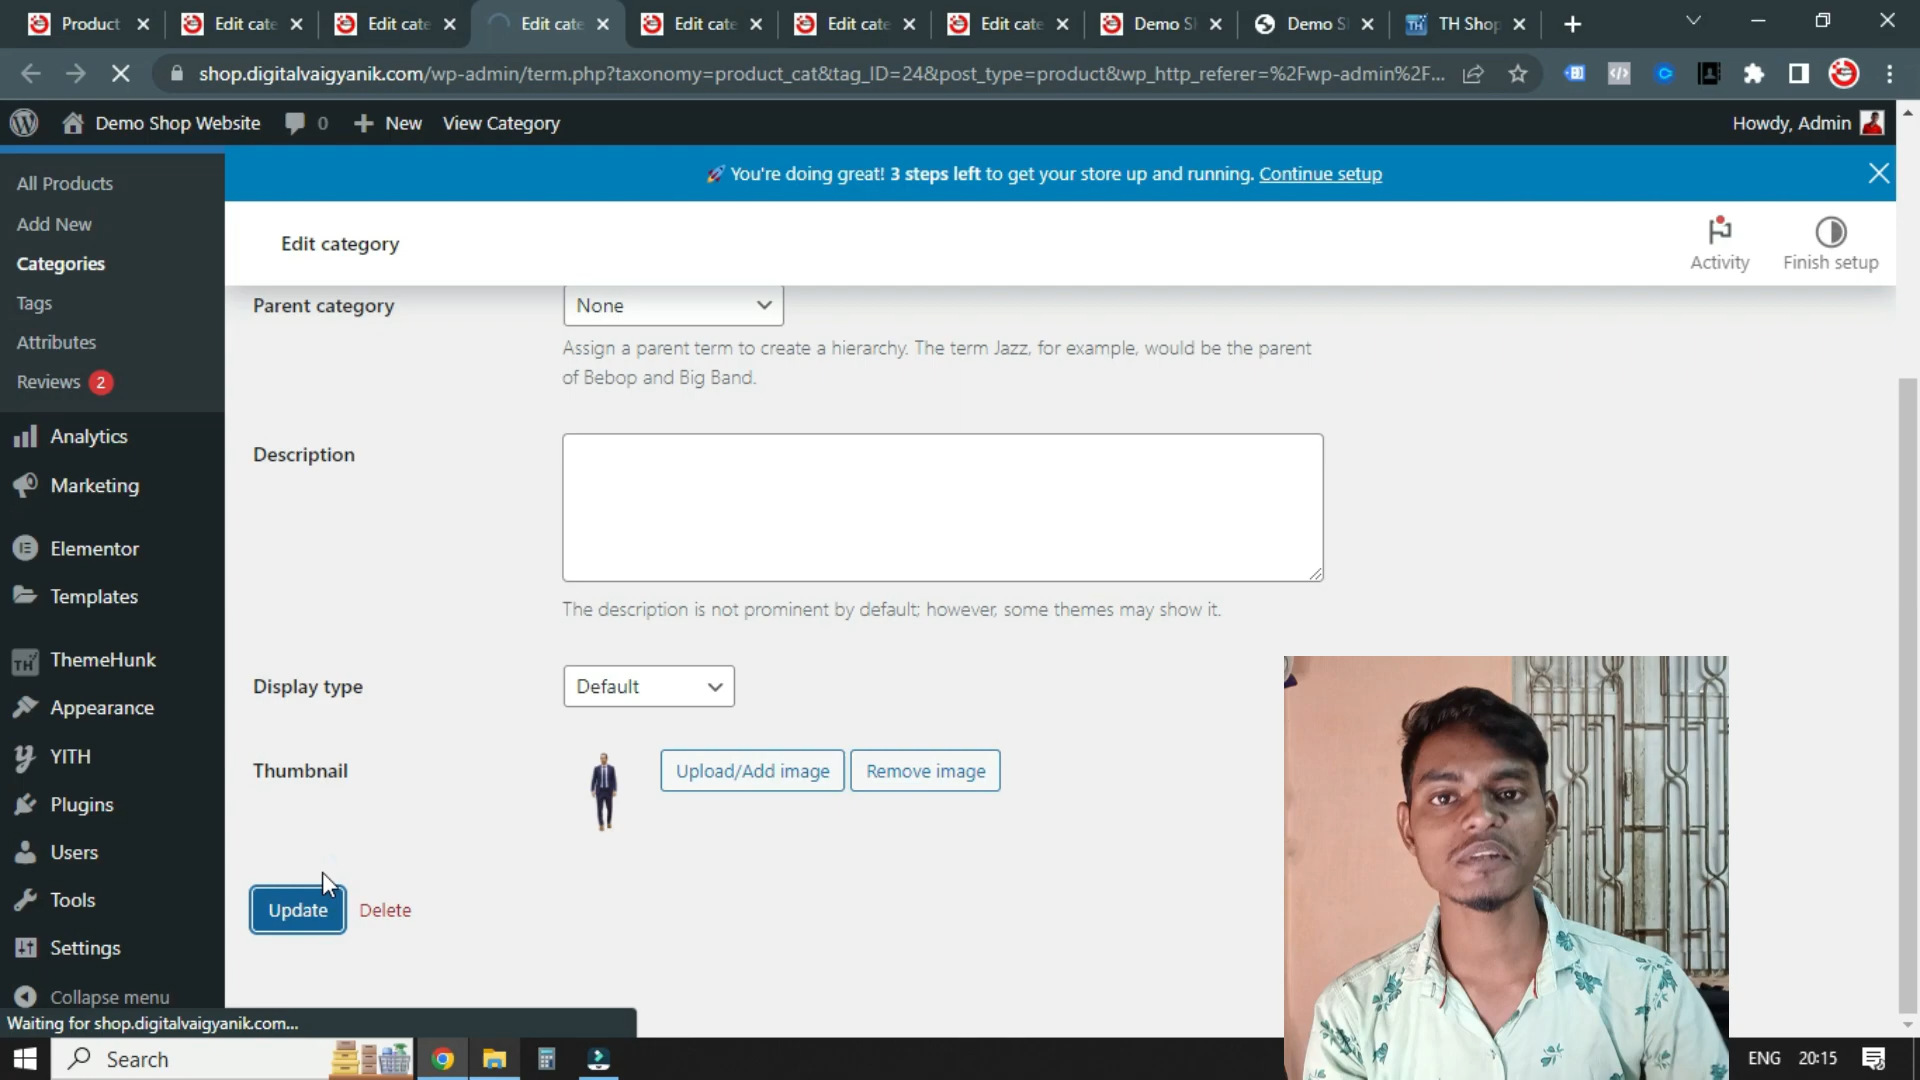 Product
Edit cate
Edit cate
Edit cate
Edit cate
Edit cate
Edit cate
Demo S
Demo S
TH Shop
shop.digitalvaigyanik.com/wp-admin/term.php?taxonomy=product_cat&tag_ID=24&post_type=product&wp_http_referer=%2Fwp-admin%2F...
Demo Shop Website
0
New
View Category
Howdy, Admin
You're doing great! 3 steps left to get your store up and running. Continue setup
Edit category
Activity
Finish setup
All Products
Add New
Categories
Tags
Attributes
Reviews 2
Analytics
Marketing
Elementor
Templates
ThemeHunk
Appearance
YITH
Plugins
Users
Tools
Settings
Collapse menu
Parent category
None
Assign a parent term to create a hierarchy. The term Jazz, for example, would be the parent
of Bebop and Big Band.
Description
The description is not prominent by default; however, some themes may show it.
Display type
Default
Thumbnail
Upload/Add image
Remove image
Update
Delete
Waiting for shop.digitalvaigyanik.com...
Search
ENG
20:15